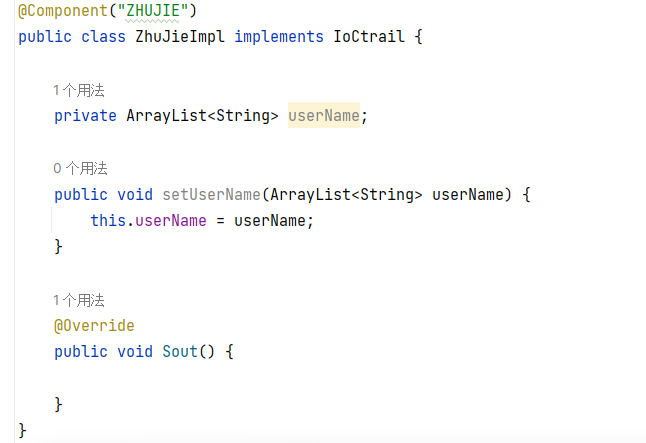 @Component("ZHUJIE")
public class ZhuJieImpl implements IoCtrail {
1 个用法
private ArrayList<String> userName;
0 个用法
public void setUserName(ArrayList<String> userName) {
this.userName = userName;
}
1 个用法
@Override
public void Sout() {
}
}